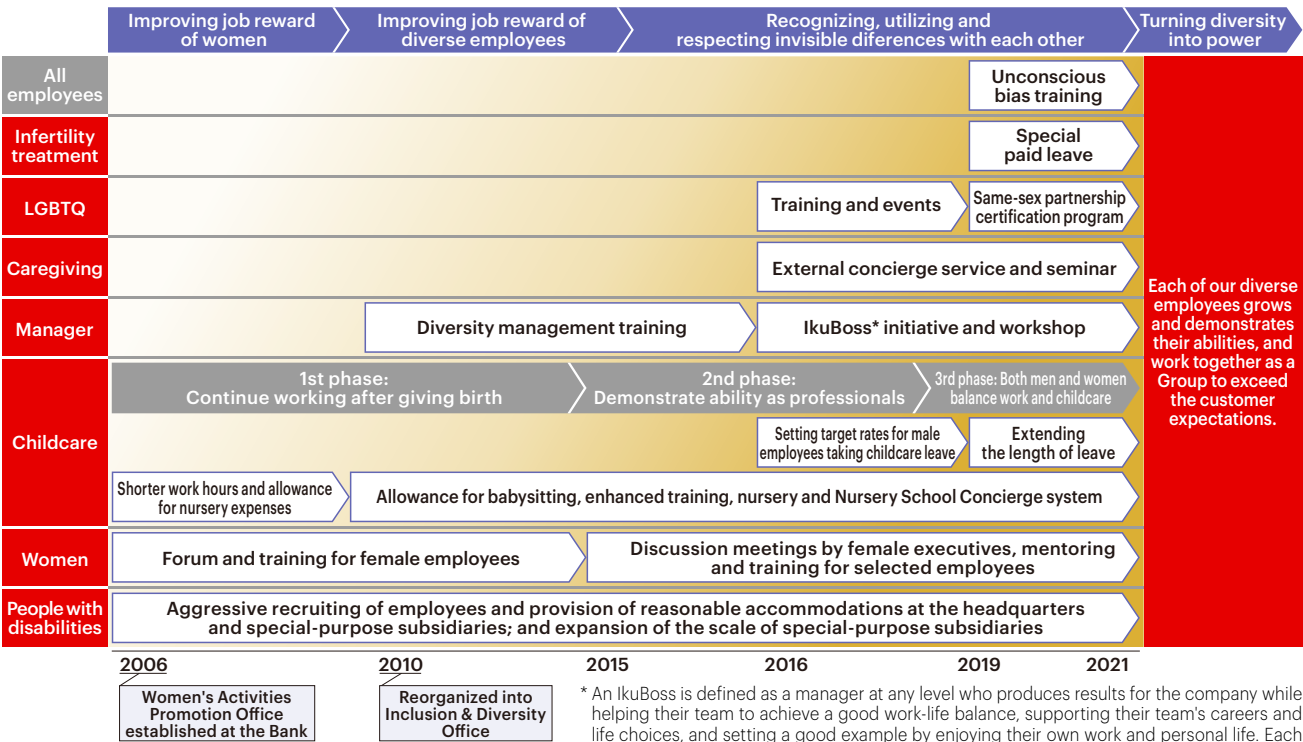 Improving job reward
of women
Improving job reward of
diverse employees
Recognizing, utilizing and
respecting invisible diferences with each other
Turning diversity
into power
All
employees
Unconscious
bias training
Infertility
treatment
Special
paid leave
LGBTQ
Training and events
Same-sex partnership
certification program
Caregiving
External concierge service and seminar
Manager
Diversity management training
IkuBoss* initiative and workshop
Childcare
1st phase:
Continue working after giving birth
2nd phase:
Demonstrate ability as professionals
3rd phase: Both men and women
balance work and childcare
Setting target rates for male
employees taking childcare leave
Extending
the length of leave
Shorter work hours and allowance
for nursery expenses
Allowance for babysitting, enhanced training, nursery and Nursery School Concierge system
Women
Forum and training for female employees
Discussion meetings by female executives, mentoring
and training for selected employees
People with
disabilities
Aggressive recruiting of employees and provision of reasonable accommodations at the headquarters
and special-purpose subsidiaries; and expansion of the scale of special-purpose subsidiaries
Each of our diverse
employees grows
and demonstrates
their abilities, and
work together as a
Group to exceed
the customer
expectations.
2006
2010
2015
2016
2019
2021
Women's Activities
Promotion Office
established at the Bank
Reorganized into
Inclusion & Diversity
Office
* An IkuBoss is defined as a manager at any level who produces results for the company while
helping their team to achieve a good work-life balance, supporting their team's careers and
life choices, and setting a good example by enjoying their own work and personal life. Each